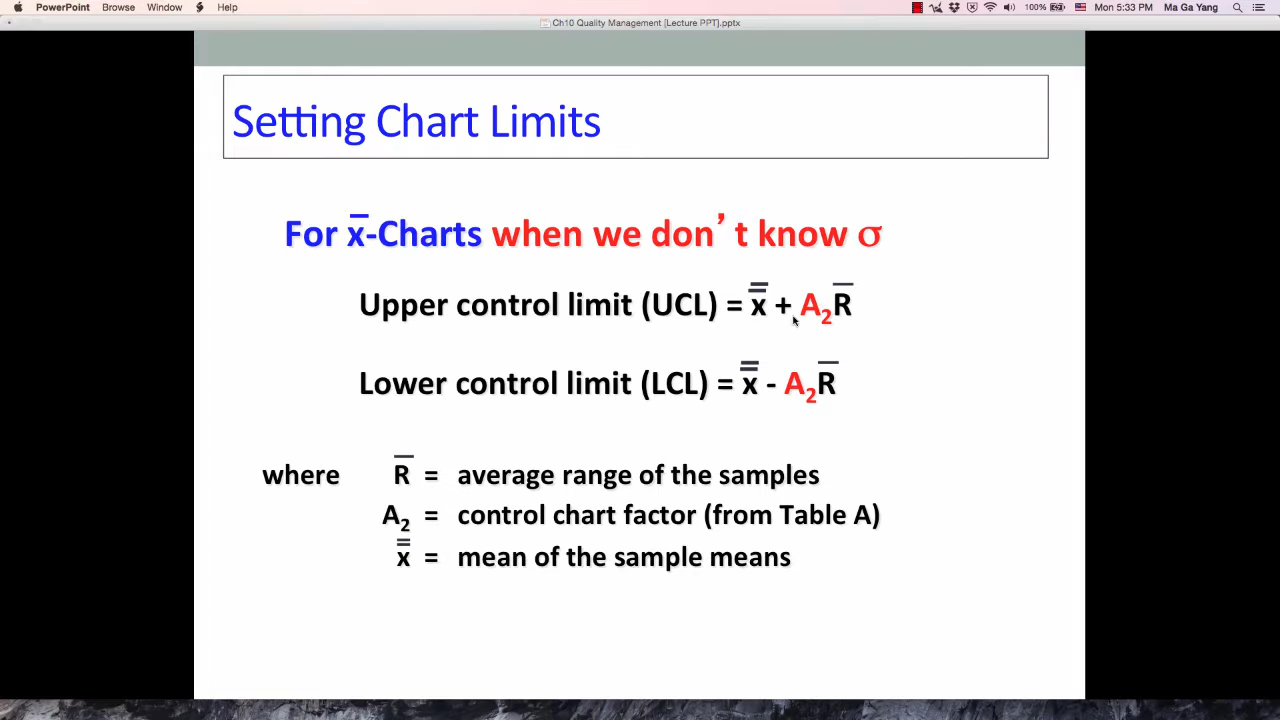 PowerPoint Browse Window Help 100% Mon 5:33 PM Ma Ga Yang
Ch10 Quality Management [Lecture PPT].pptx
Setting Chart Limits
For x̅-Charts when we don’t know σ
Upper control limit (UCL) = x̿ + A₂R̅
Lower control limit (LCL) = x̿ - A₂R̅
where R̅ = average range of the samples
A₂ = control chart factor (from Table A)
x̿ = mean of the sample means